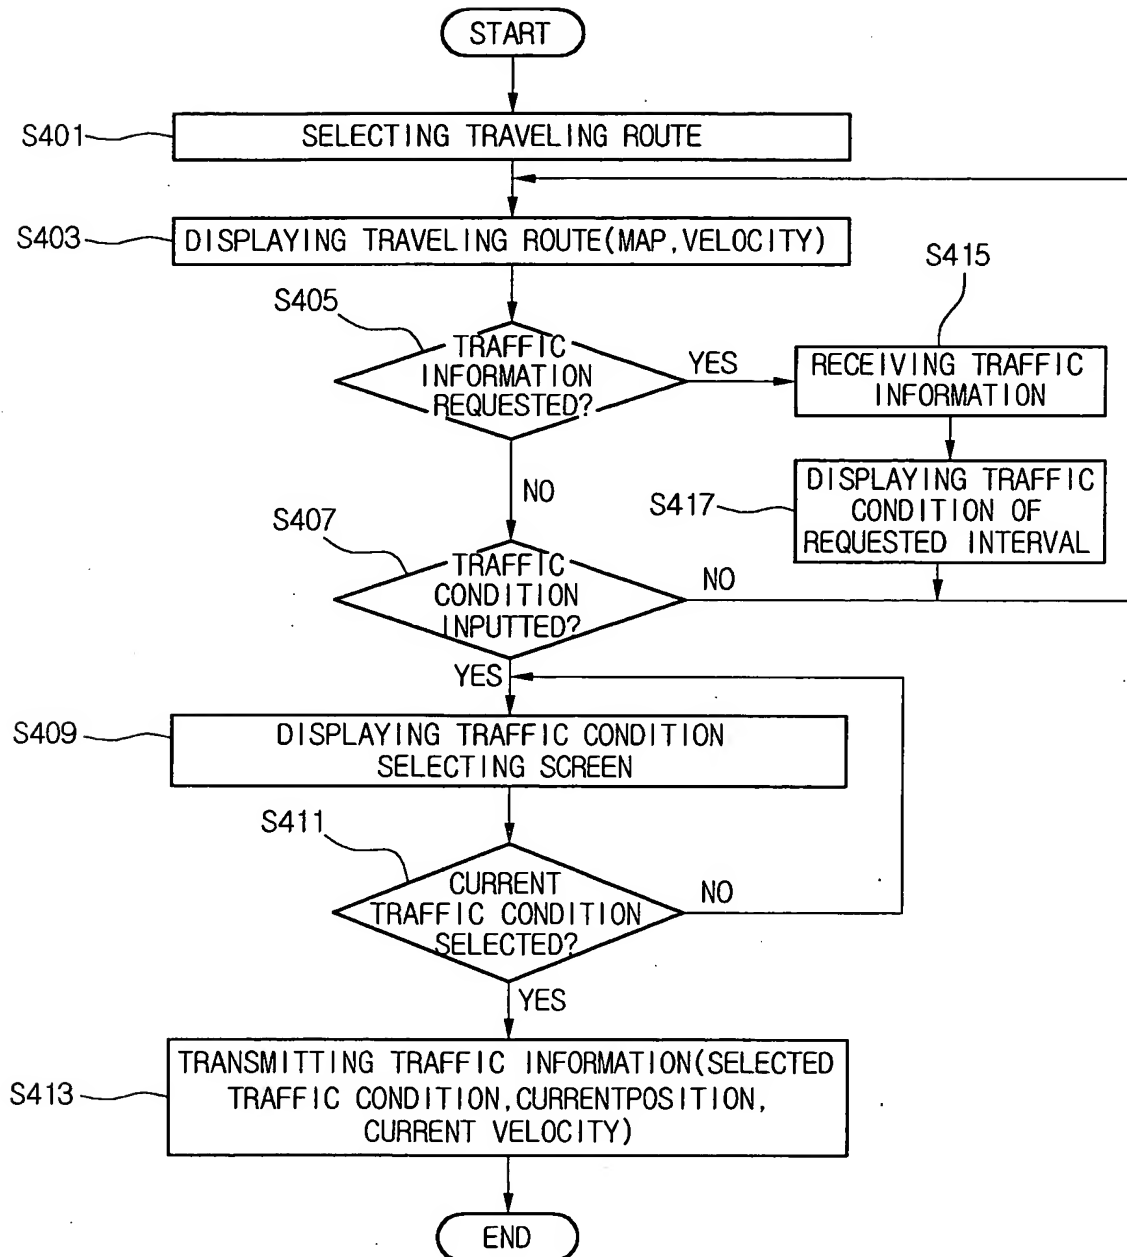 START
S401
SELECTING TRAVELING ROUTE
S403
DISPLAYING TRAVELING ROUTE(MAP,VELOCITY)
S415
S405
TRAFFIC
INFORMATION
REQUESTED?
YES
RECEIVING TRAFFIC
INFORMATION
NO
S417
DISPLAYING TRAFFIC
CONDITION OF
REQUESTED INTERVAL
S407
TRAFFIC
CONDITION
INPUTTED?
NO
YES
S409
DISPLAYING TRAFFIC CONDITION
SELECTING SCREEN
S411
CURRENT
TRAFFIC CONDITION
SELECTED?
NO
YES
S413
TRANSMITTING TRAFFIC INFORMATION(SELECTED
TRAFFIC CONDITION,CURRENTPOSITION,
CURRENT VELOCITY)
END